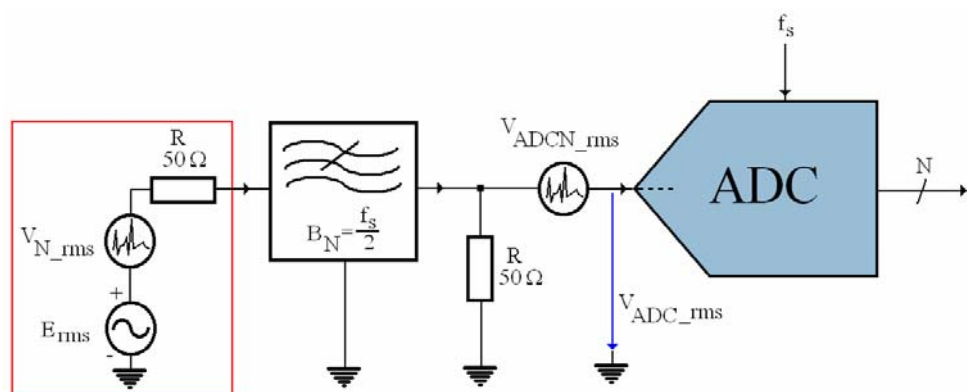 f_s
R
50 Ω
V_ADCN_rms
N
ADC
V_N_rms
B_N = f_s/2
R
50 Ω
V_ADC_rms
+
E_rms
-